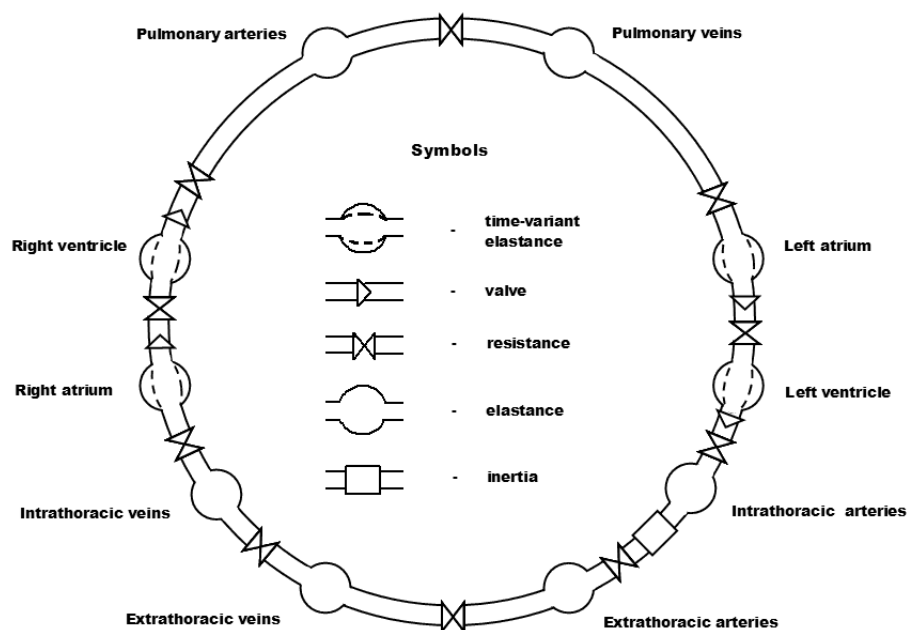 Pulmonary arteries
Pulmonary veins
Symbols
time-variant
elastance
-
Right ventricle
Left atrium
- valve
- resistance
Right atrium
Left ventricle
- elastance
- inertia
Intrathoracic veins
Intrathoracic arteries
Extrathoracic veins
Extrathoracic arteries